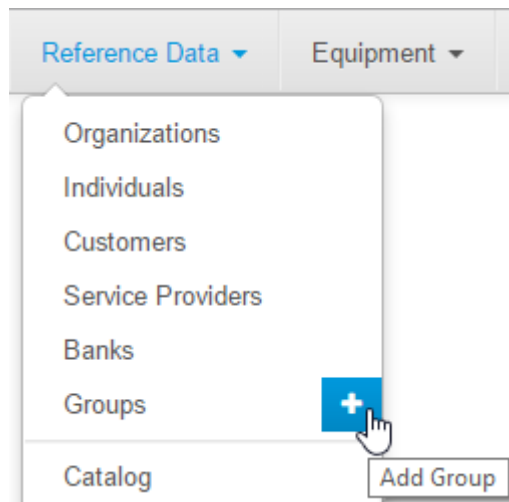 Reference Data Equipment
Organizations
Individuals
Customers
Service Providers
Banks
Groups
Catalog Add Group